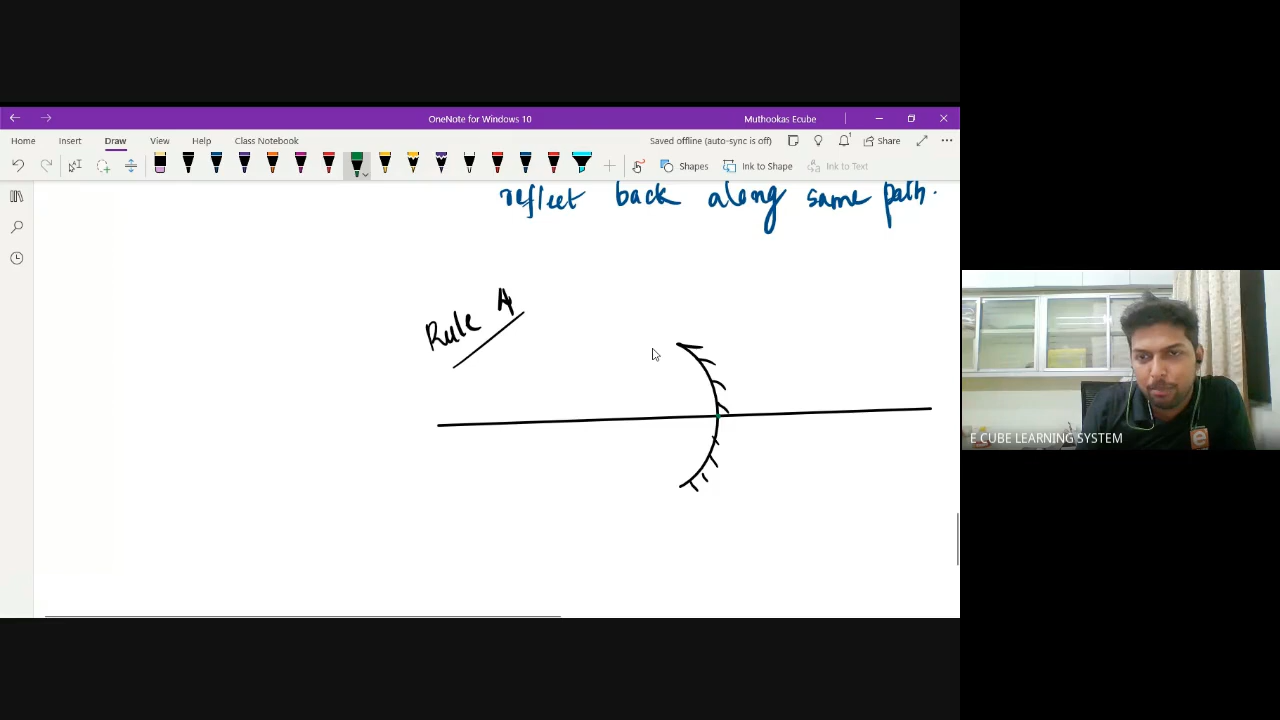 OneNote for Windows 10
Muthookas Ecube
Home Insert Draw View Help Class Notebook
Saved offline (auto-sync is off)
Share
Shapes
Ink to Shape
Ink to Text
reflect back along same path.
Rule 4
E CUBE LEARNING SYSTEM